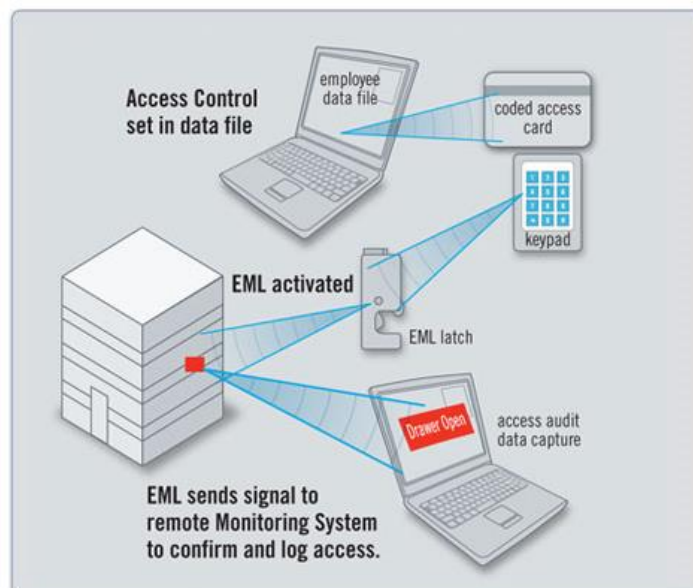 Access Control
set in data file
employee
data file
coded access
card
keypad
EML activated
EML latch
Drawer Open
access audit
data capture
EML sends signal to
remote Monitoring System
to confirm and log access.